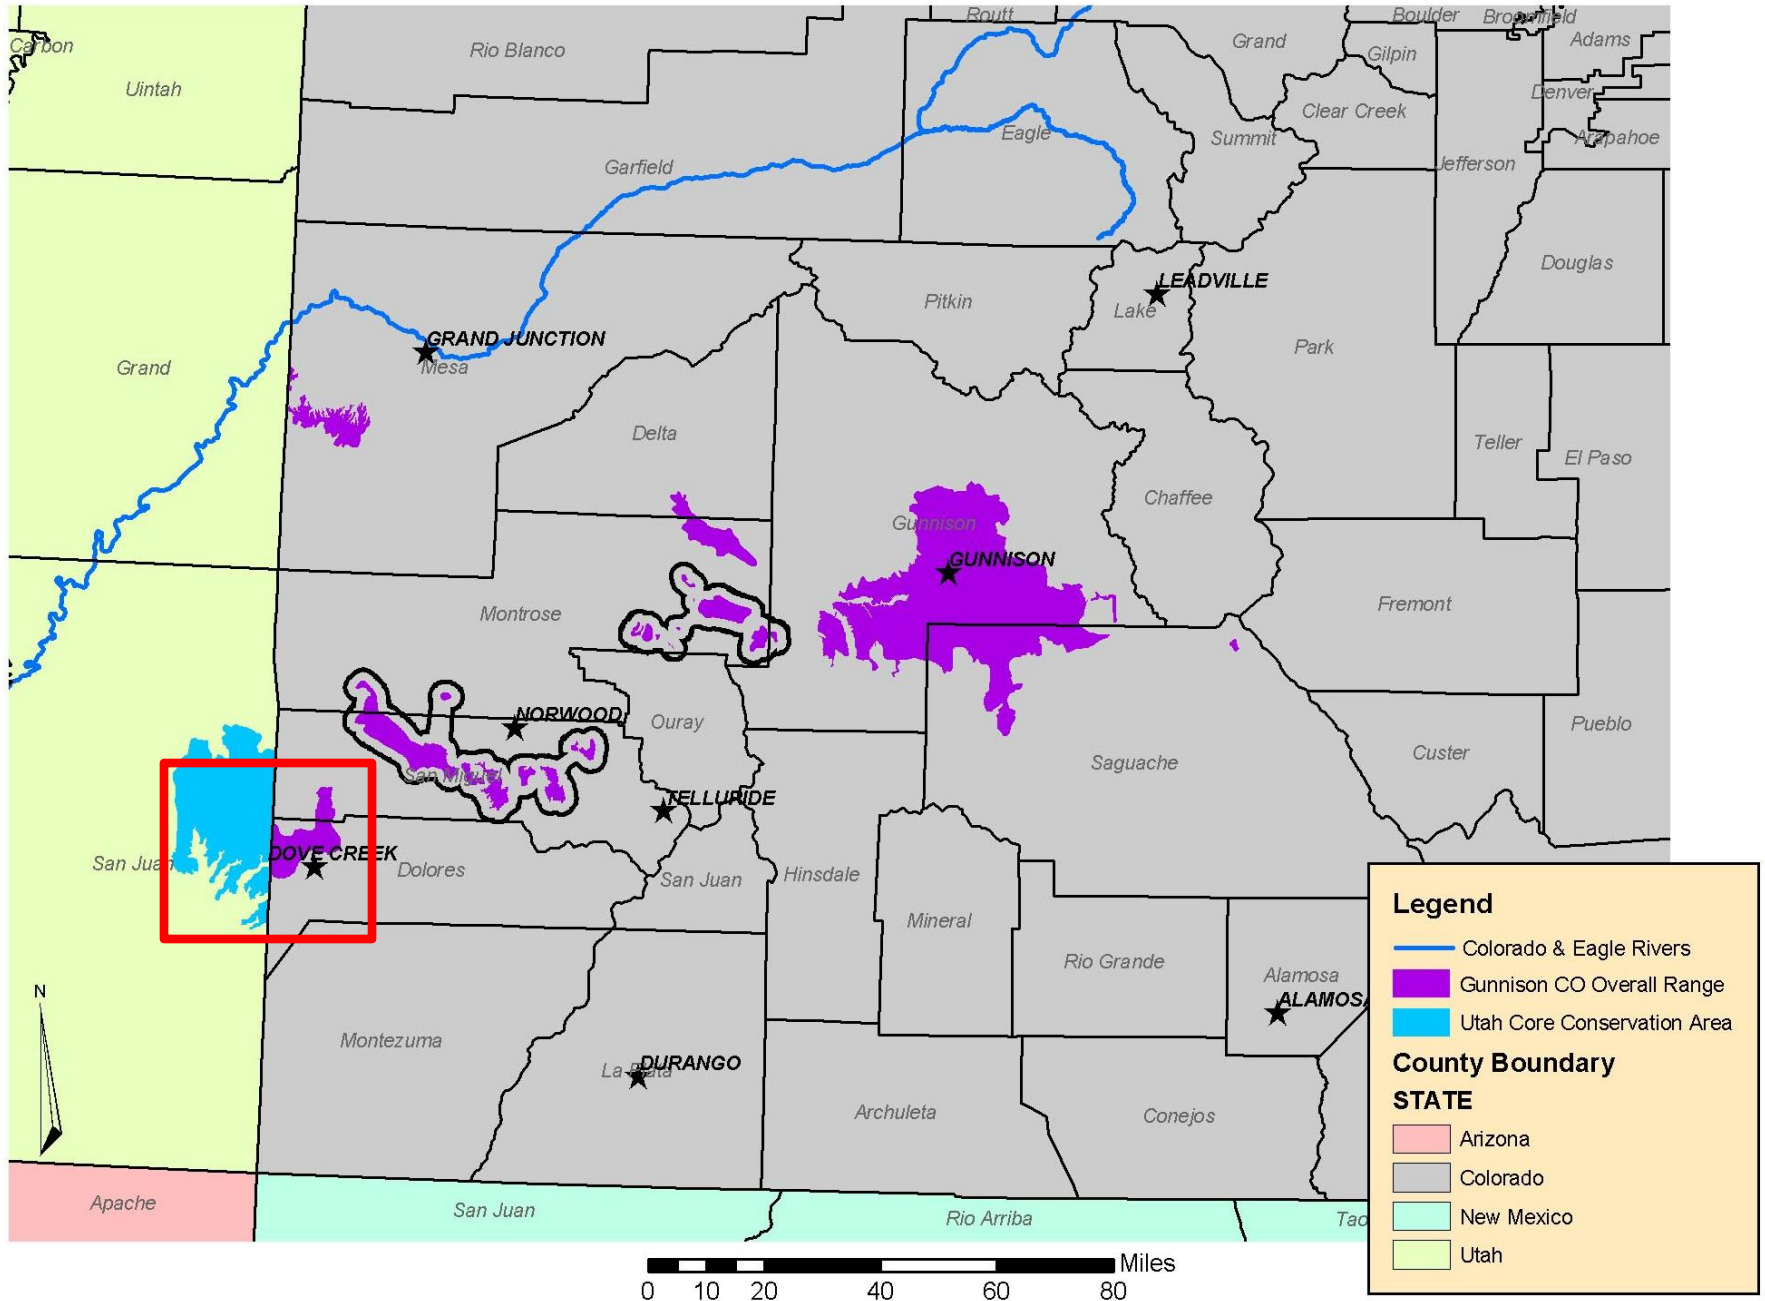 Routt
Boulder
Broomfield
Carbon
Rio Blanco
Grand
Gilpin
Adams
Uintah
Denver
Clear Creek
Eagle
Summit
Arapahoe
Garfield
Jefferson
Douglas
LEADVILLE
Pitkin
Lake
GRAND JUNCTION
Park
Grand
Mesa
Delta
Teller
El Paso
Chaffee
Gunnison
GUNNISON
Fremont
Montrose
NORWOOD
Ouray
Pueblo
Custer
Saguache
San Miguel
TELLURIDE
DOVE CREEK
San Juan
Dolores
San Juan
Hinsdale
Mineral
Rio Grande
Alamosa
ALAMOSA
N
Montezuma
La Plata
DURANGO
Archuleta
Conejos
Apache
San Juan
Rio Arriba
Tao
Legend
Colorado & Eagle Rivers
Gunnison CO Overall Range
Utah Core Conservation Area
County Boundary
STATE
Arizona
Colorado
New Mexico
Utah
Miles
0 10 20 40 60 80